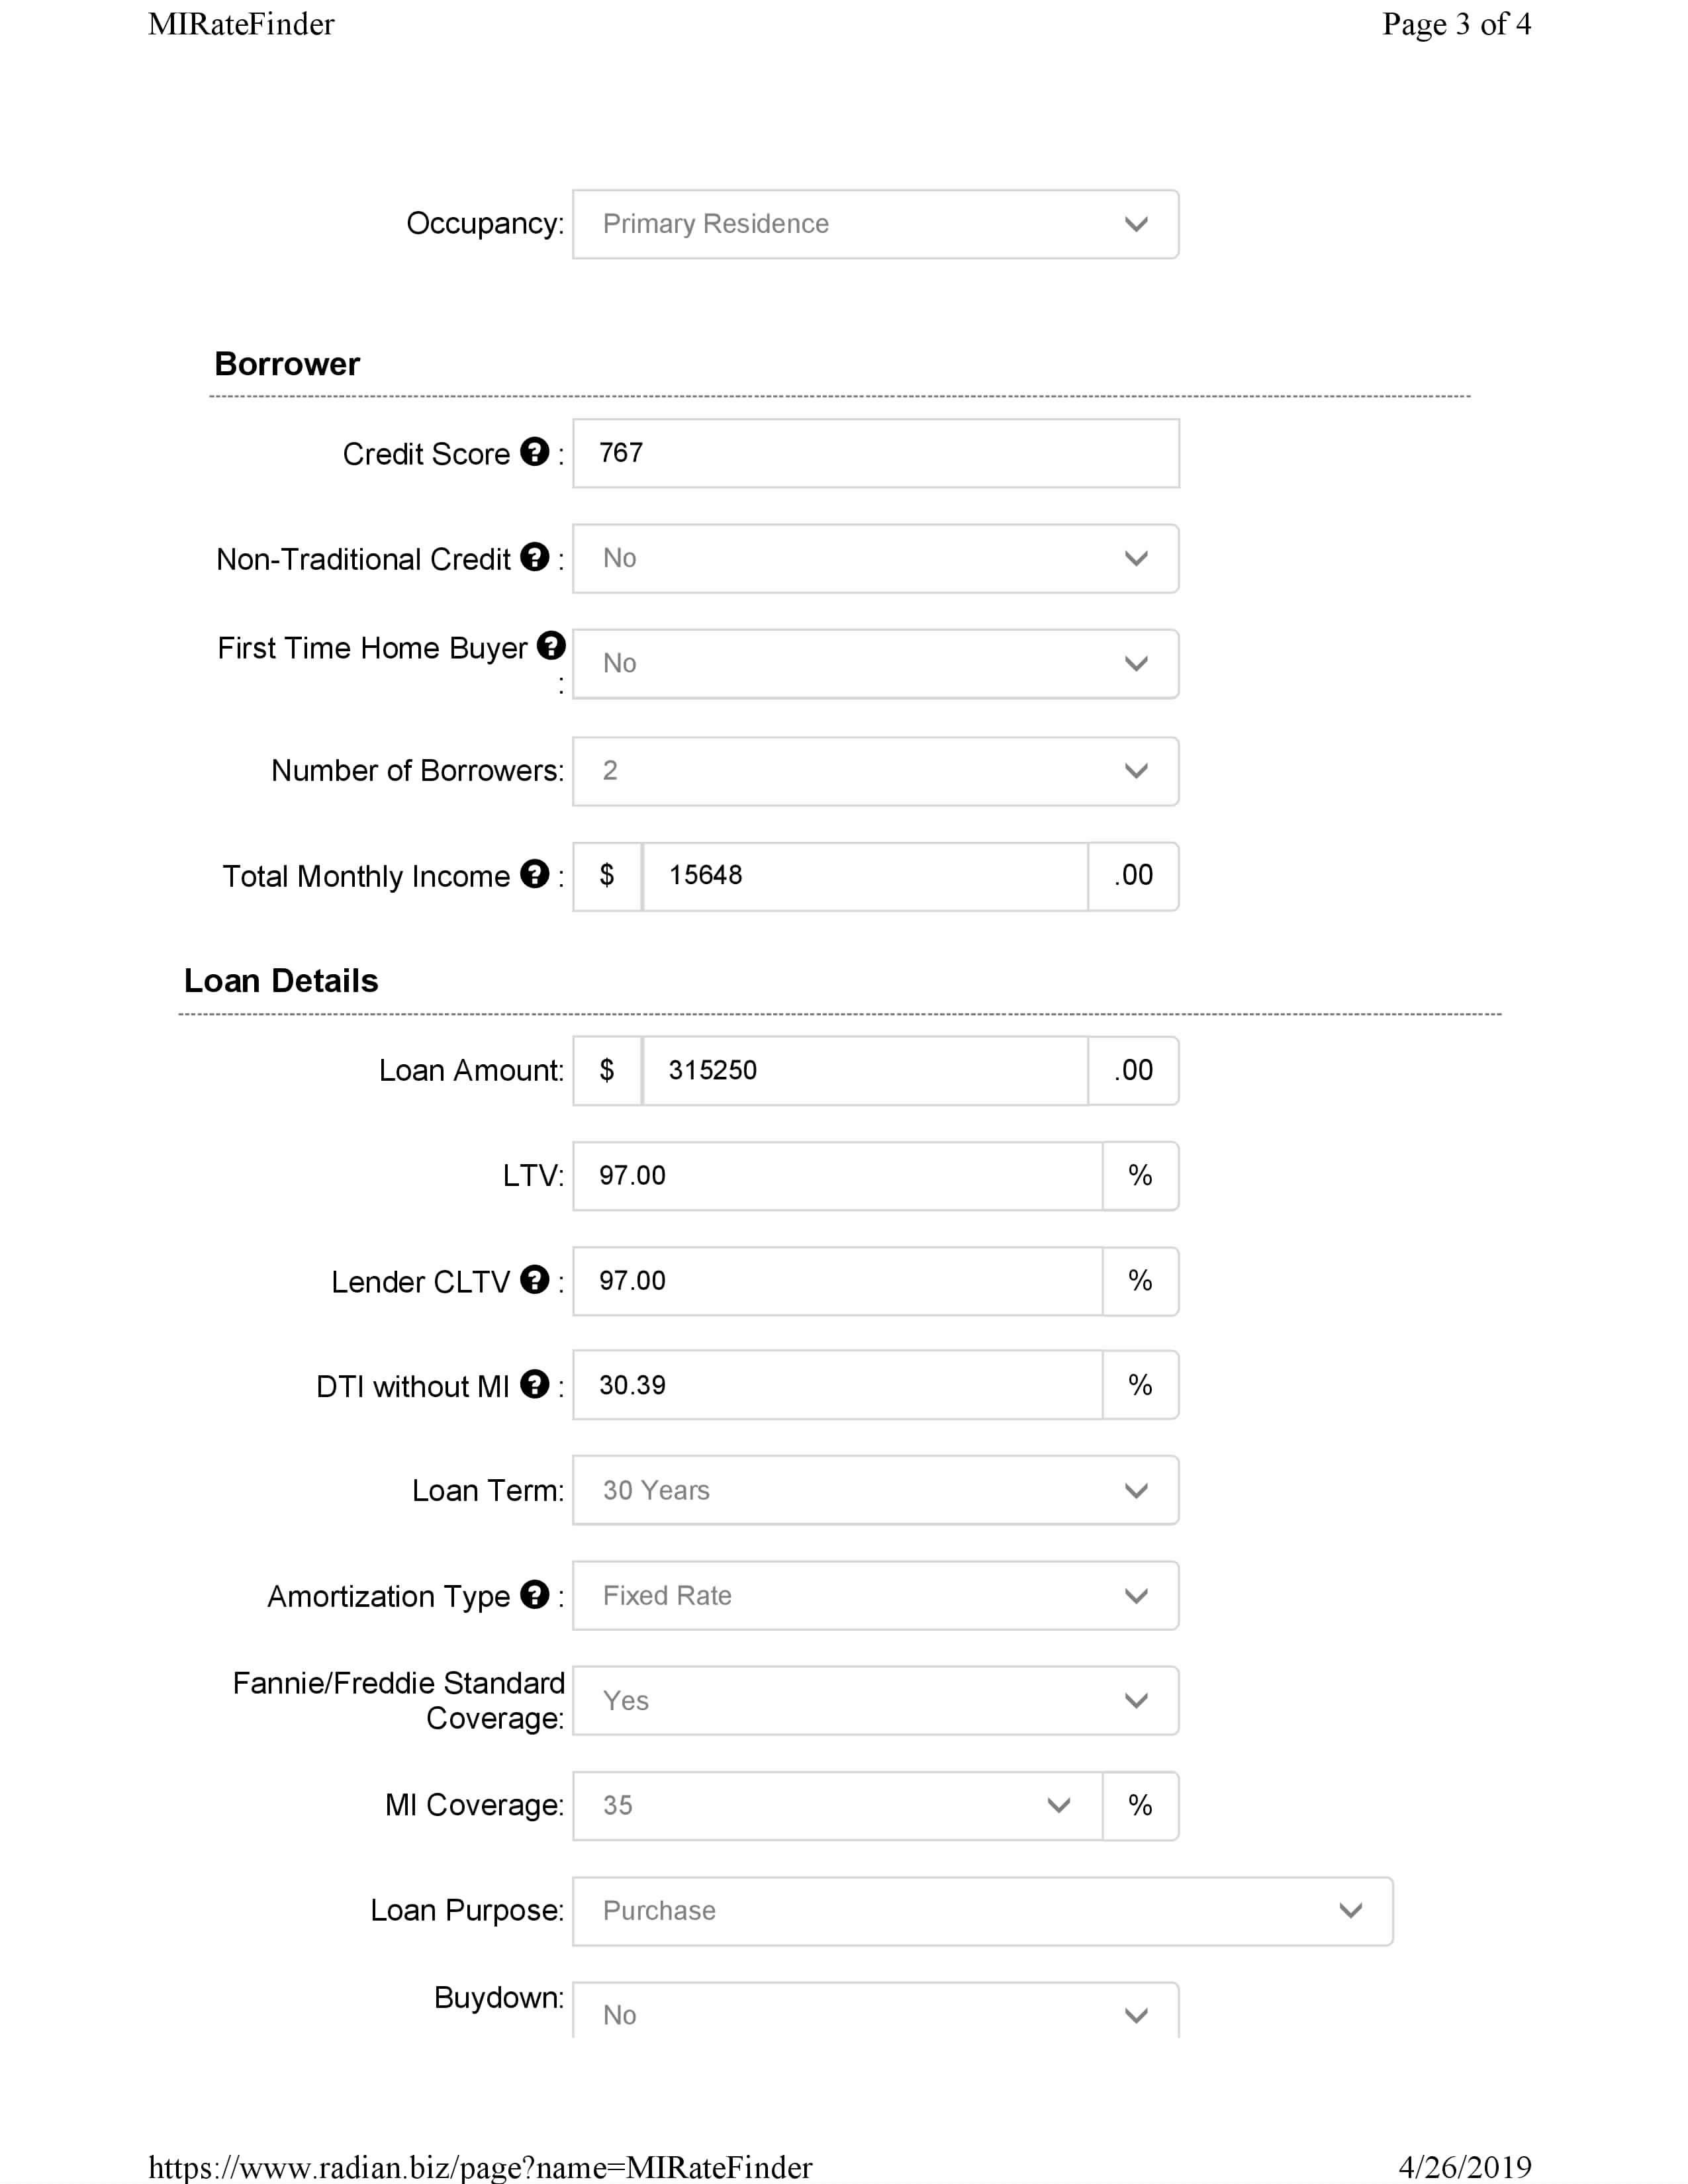 MIRateFinder Page 3 of 4
Occupancy: Primary Residence
Borrower
Credit Score ? : 767
Non-Traditional Credit ? : No
First Time Home Buyer ?
: No
Number of Borrowers: 2
Total Monthly Income ? : $ 15648 .00
Loan Details
Loan Amount: $ 315250 .00
LTV: 97.00 %
Lender CLTV ? : 97.00 %
DTI without MI ? : 30.39 %
Loan Term: 30 Years
Amortization Type ? : Fixed Rate
Fannie/Freddie Standard
Coverage: Yes
MI Coverage: 35 %
Loan Purpose: Purchase
Buydown: No
https://www.radian.biz/page?name=MIRateFinder 4/26/2019